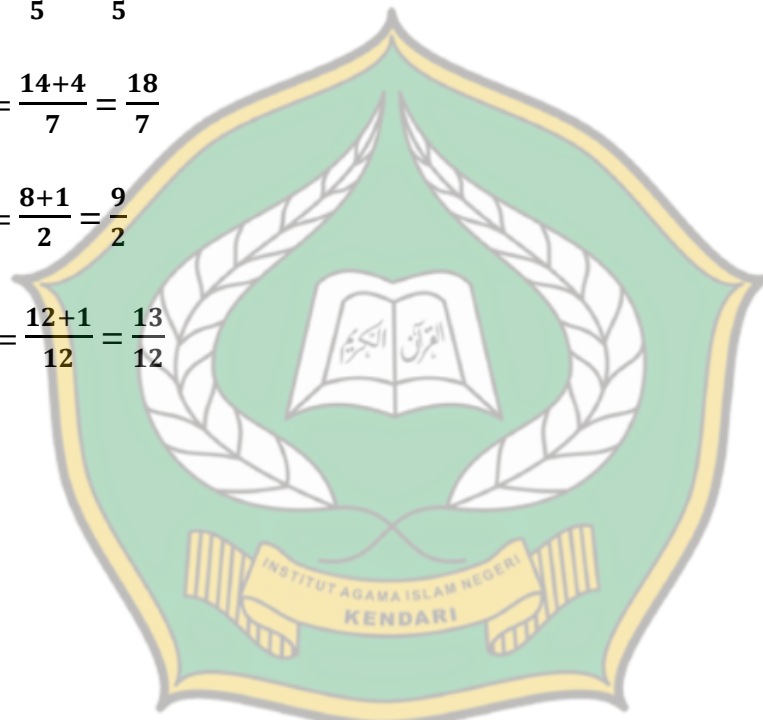 5 5
= 14+4/7 = 18/7
= 8+1/2 = 9/2
= 12+1/12 = 13/12
القرآن الكريم
INSTITUT AGAMA ISLAM NEGERI
KENDARI